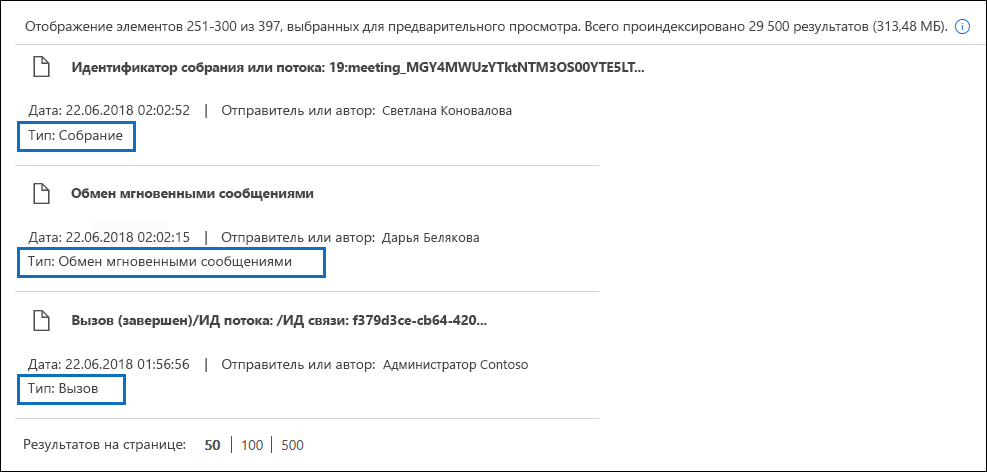 Отображение элементов 251-300 из 397, выбранных для предварительного просмотра. Всего проиндексировано 29 500 результатов (313,48 МБ).
Идентификатор собрания или потока: 19:meeting_MGY4MWUzYTktNTM3OS00YTE5LT...
Дата: 22.06.2018 02:02:52 | Отправитель или автор: Светлана Коновалова
Тип: Собрание
Обмен мгновенными сообщениями
Дата: 22.06.2018 02:02:15 | Отправитель или автор: Дарья Белякова
Тип: Обмен мгновенными сообщениями
Вызов (завершен)/ИД потока: /ИД связи: f379d3ce-cb64-420...
Дата: 22.06.2018 01:56:56 | Отправитель или автор: Администратор Contoso
Тип: Вызов
Результатов на странице: 50 | 100 | 500